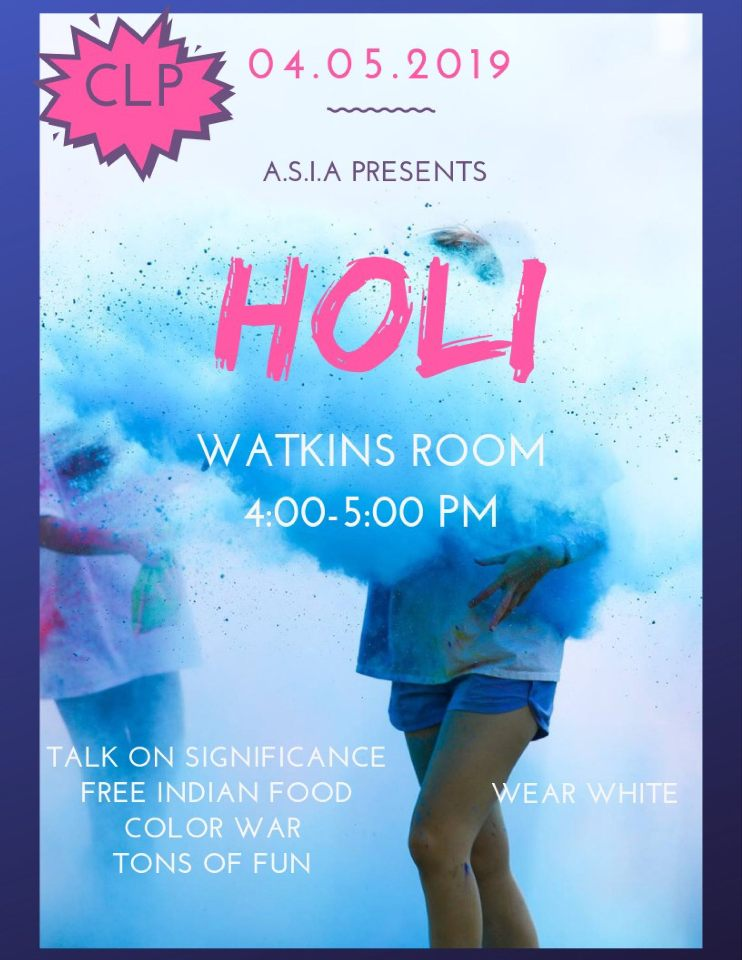 CLP
04.05.2019
A.S.I.A PRESENTS
HOLI
WATKINS ROOM
4:00-5:00 PM
TALK ON SIGNIFICANCE
FREE INDIAN FOOD
COLOR WAR
TONS OF FUN
WEAR WHITE